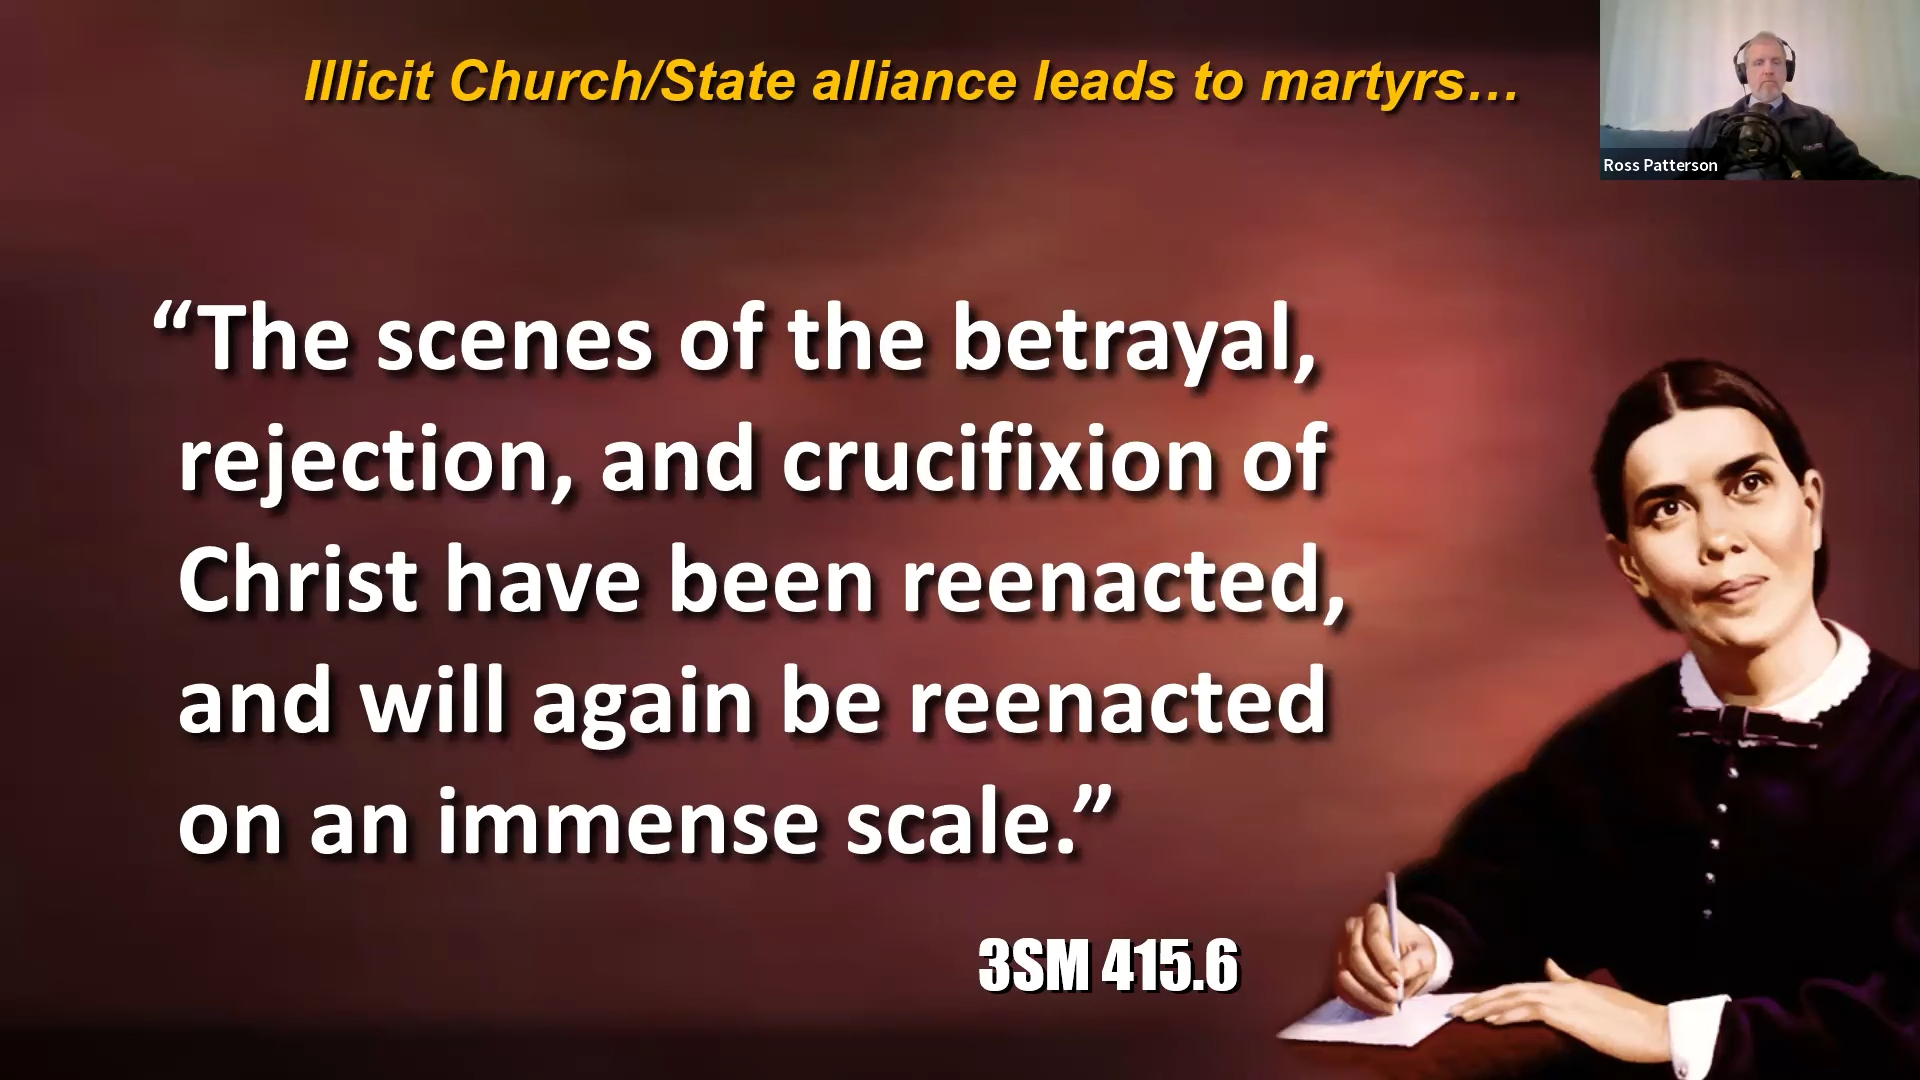 Illicit Church/State alliance leads to martyrs…
Ross Patterson
“The scenes of the betrayal,
rejection, and crucifixion of
Christ have been reenacted,
and will again be reenacted
on an immense scale.”
3SM 415.6